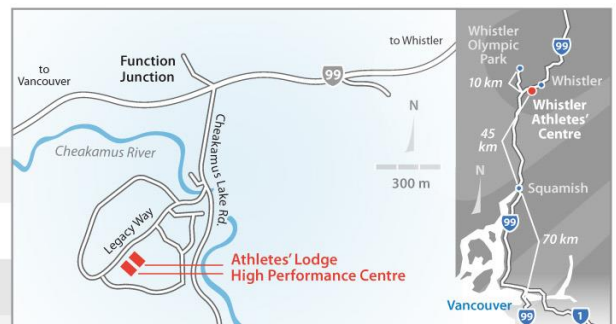 to
Vancouver
Function
Junction
99
to Whistler
Cheakamus River
Cheakamus Lake Rd.
N
300 m
Legacy Way
Athletes' Lodge
High Performance Centre
Whistler
Olympic
Park
99
10 km
Whistler
Whistler
Athletes'
Centre
45
km
N
Squamish
99
70 km
Vancouver
99
1